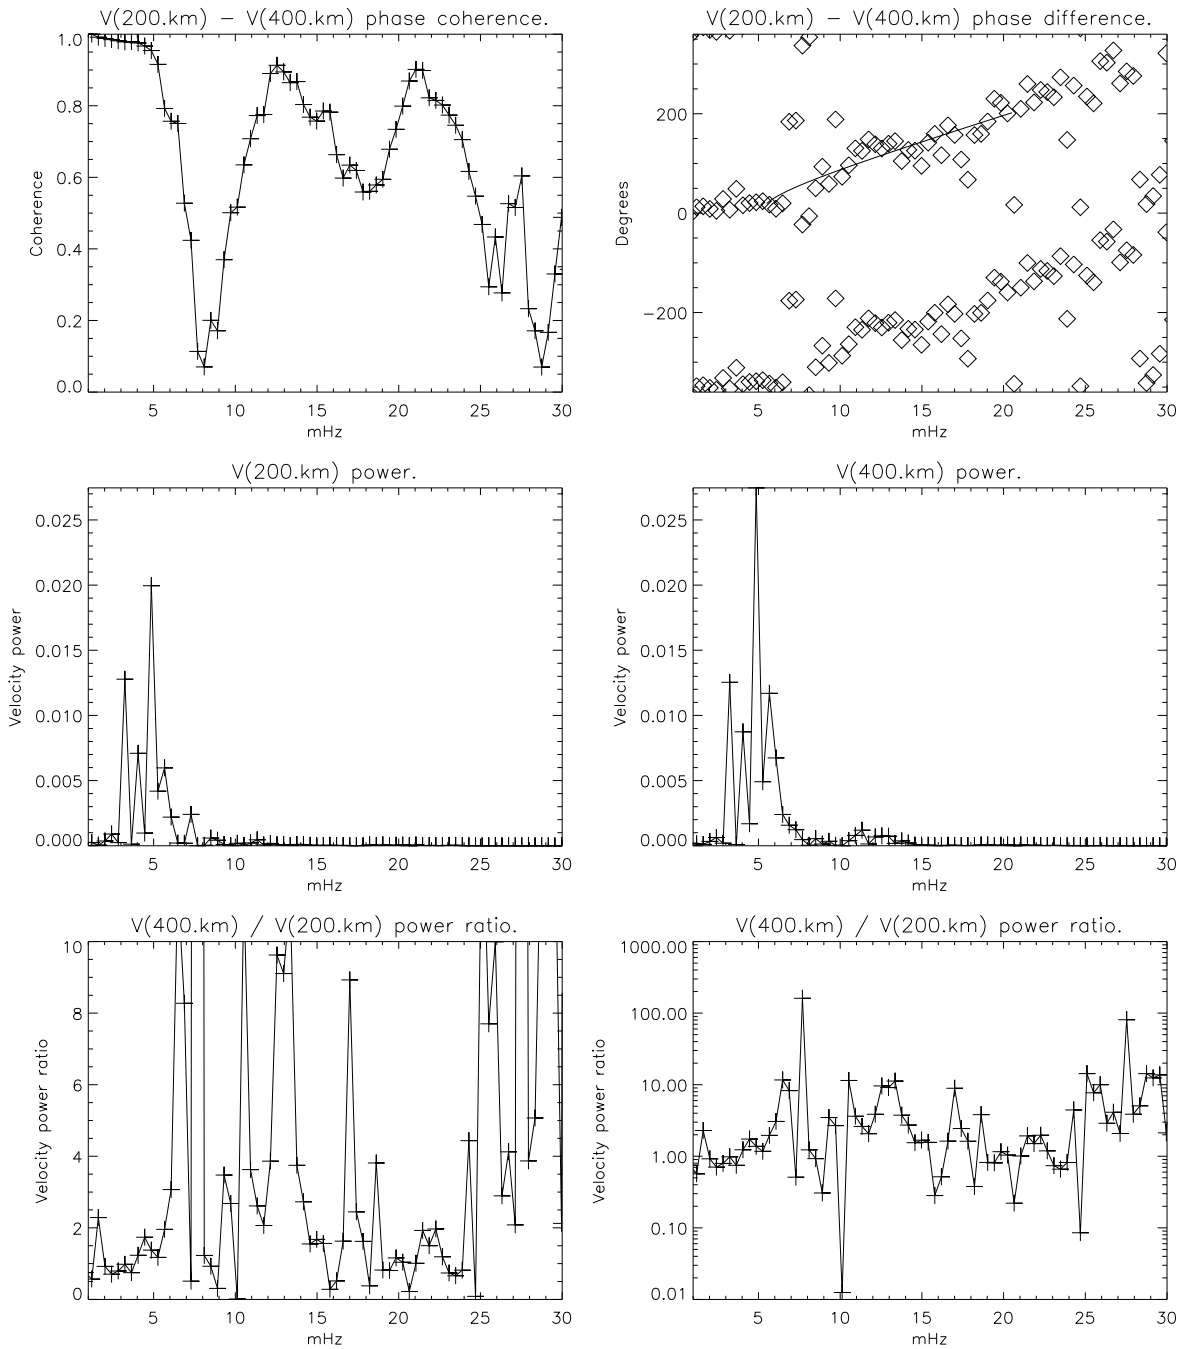 V(200.km) − V(400.km) phase coherence.
1.0
0.8
0.6
0.4
0.2
0.0
Coherence
5 10 15 20 25 30
mHz
V(200.km) − V(400.km) phase difference.
200
0
−200
Degrees
5 10 15 20 25 30
mHz
V(200.km) power.
0.025
0.020
0.015
0.010
0.005
0.000
Velocity power
5 10 15 20 25 30
mHz
V(400.km) power.
0.025
0.020
0.015
0.010
0.005
0.000
Velocity power
5 10 15 20 25 30
mHz
V(400.km) / V(200.km) power ratio.
10
8
6
4
2
0
Velocity power ratio
5 10 15 20 25 30
mHz
V(400.km) / V(200.km) power ratio.
1000.00
100.00
10.00
1.00
0.10
0.01
Velocity power ratio
5 10 15 20 25 30
mHz